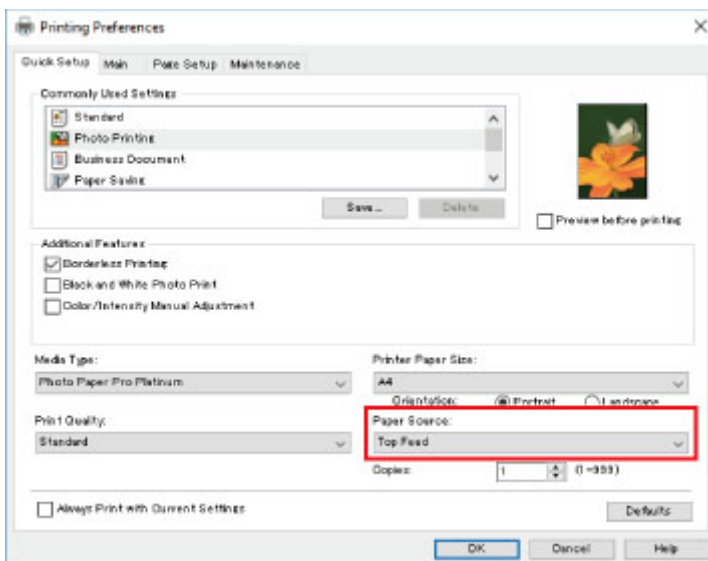 Printing Preferences
Quick Setup Main Page Setup Maintenance
Commonly Used Settings
Standard
Photo Printing
Business Document
Paper Saving
Save... Delete
Preview before printing
Additional Features
Borderless Printing
Black and White Photo Print
Color/Intensity Manual Adjustment
Media Type:
Photo Paper Pro Platinum
Printer Paper Size:
A4
Orientation: Portrait Landscape
Print Quality:
Standard
Paper Source:
Top Feed
Copies: 1 (1-999)
Always Print with Current Settings
Defaults
OK Cancel Help